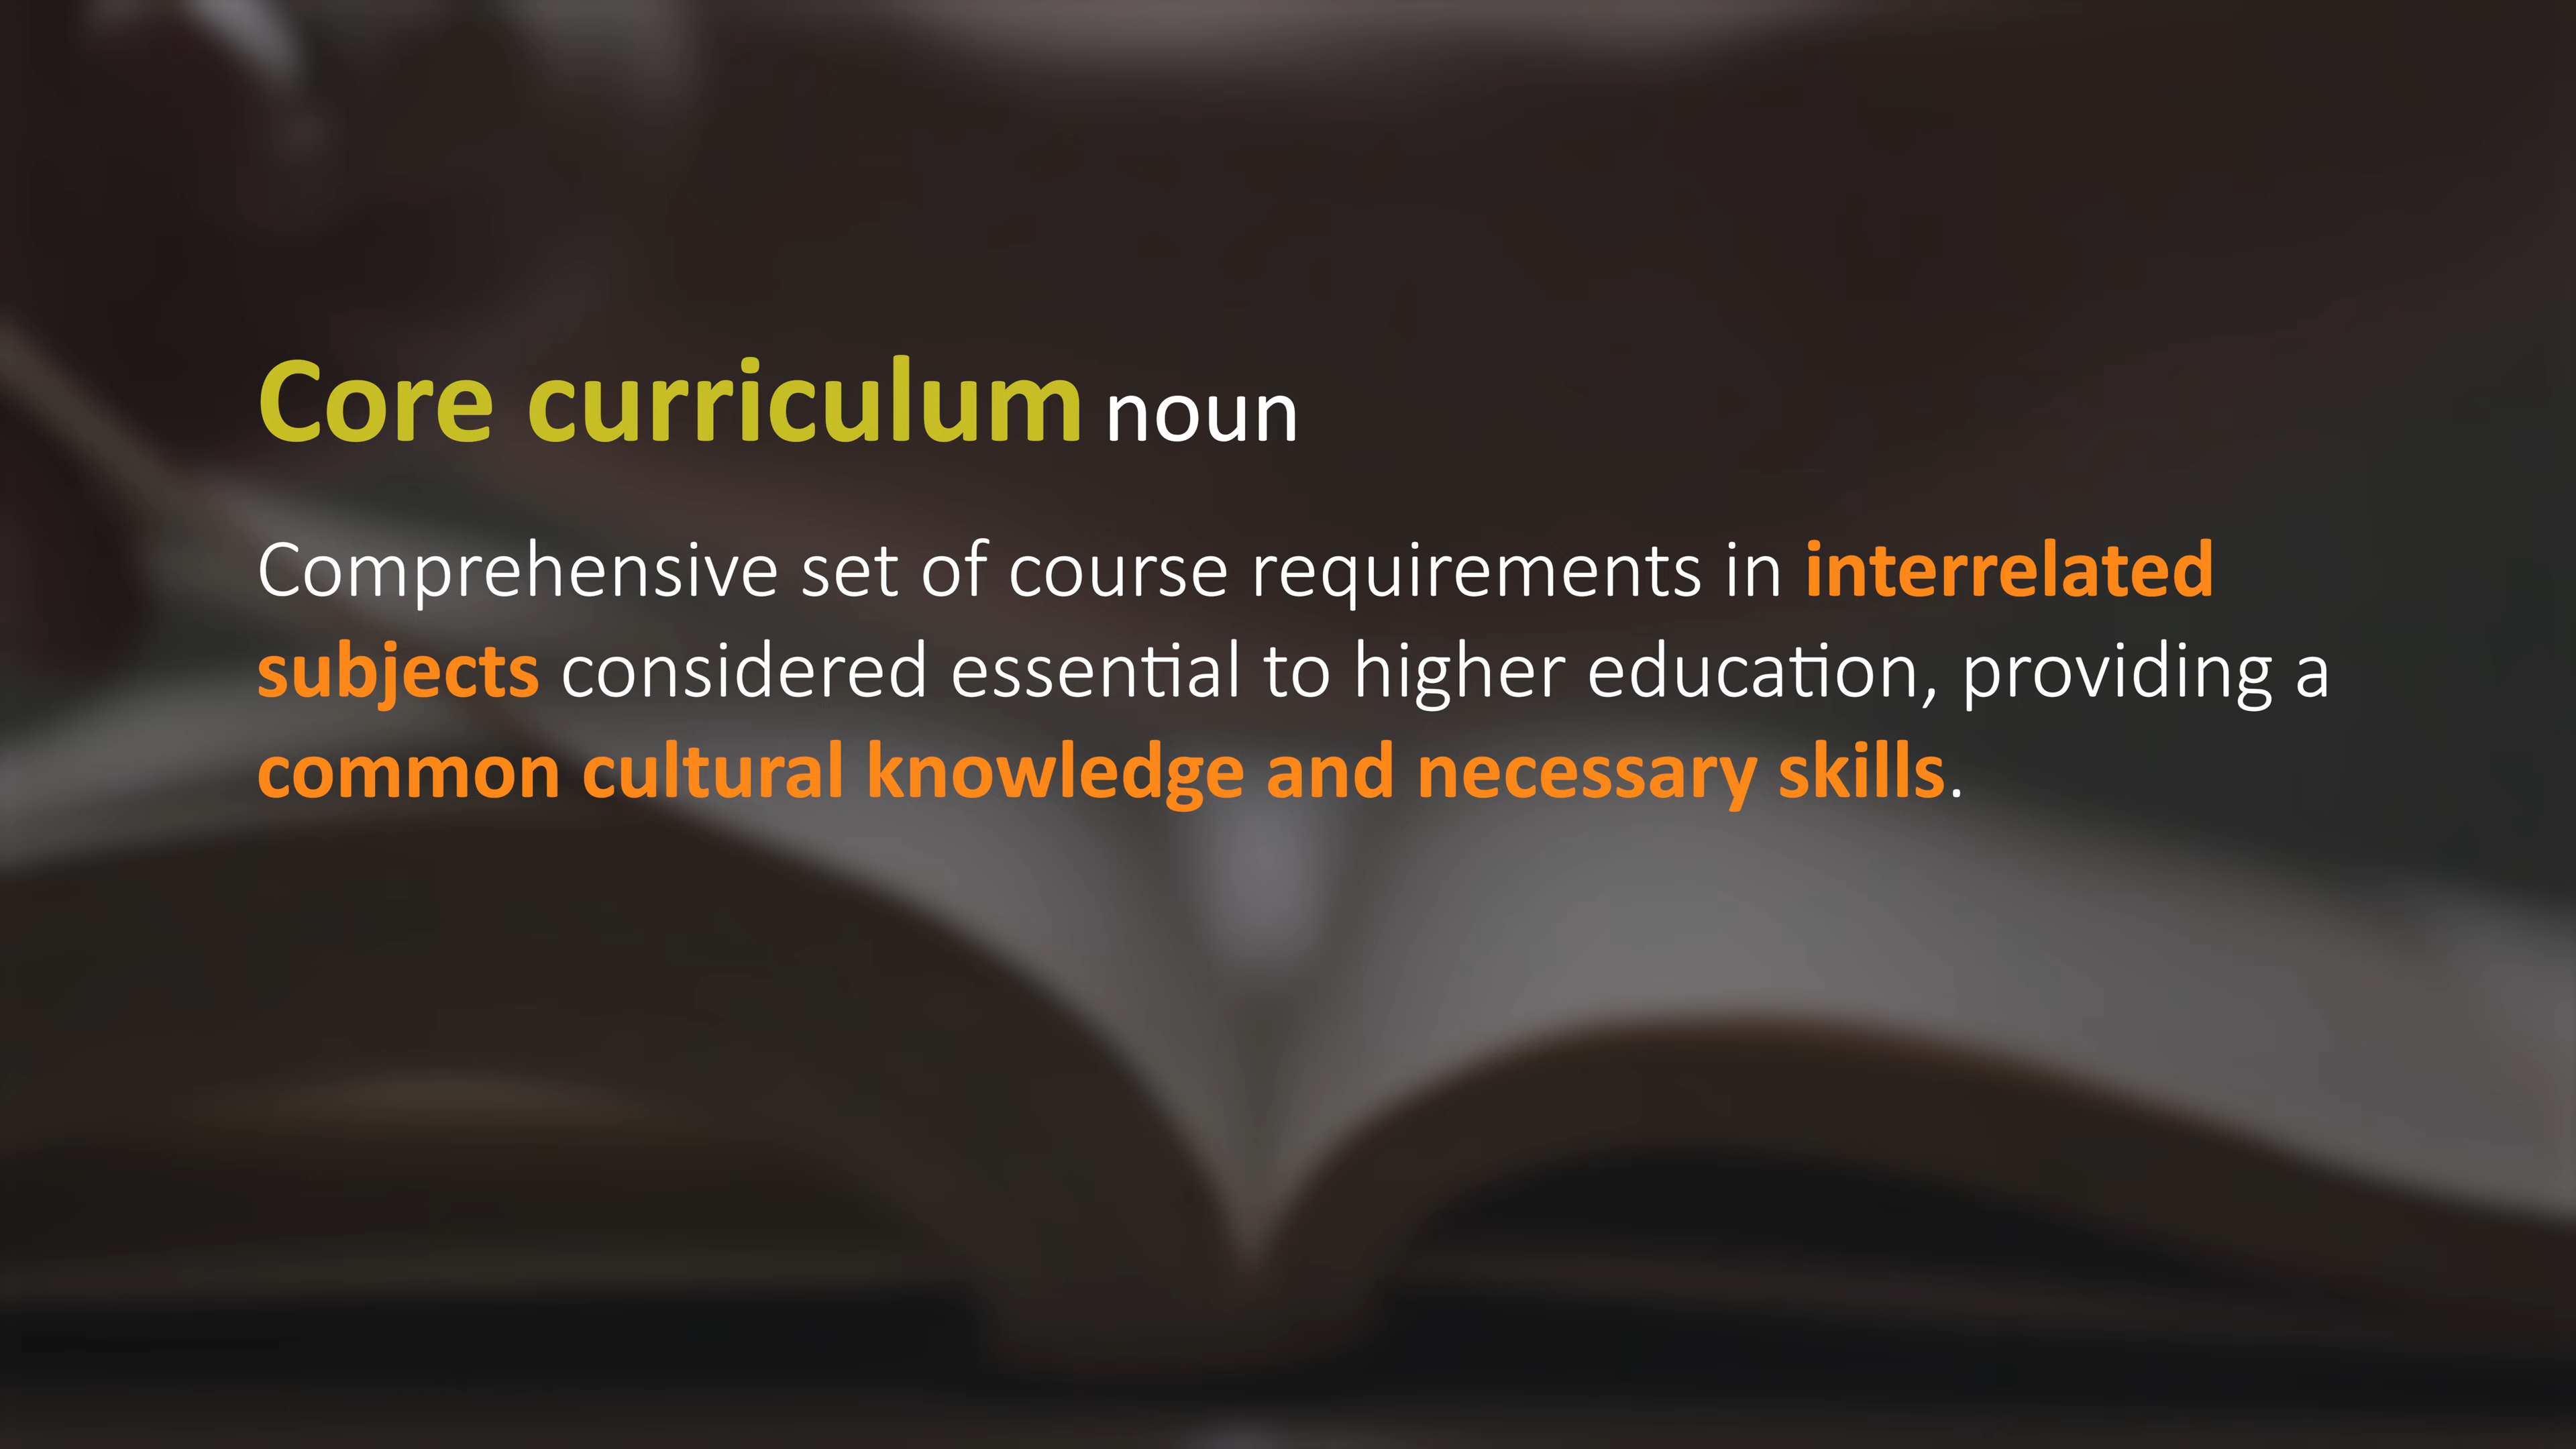 Core curriculum noun
Comprehensive set of course requirements in interrelated
subjects considered essential to higher education, providing a
common cultural knowledge and necessary skills.